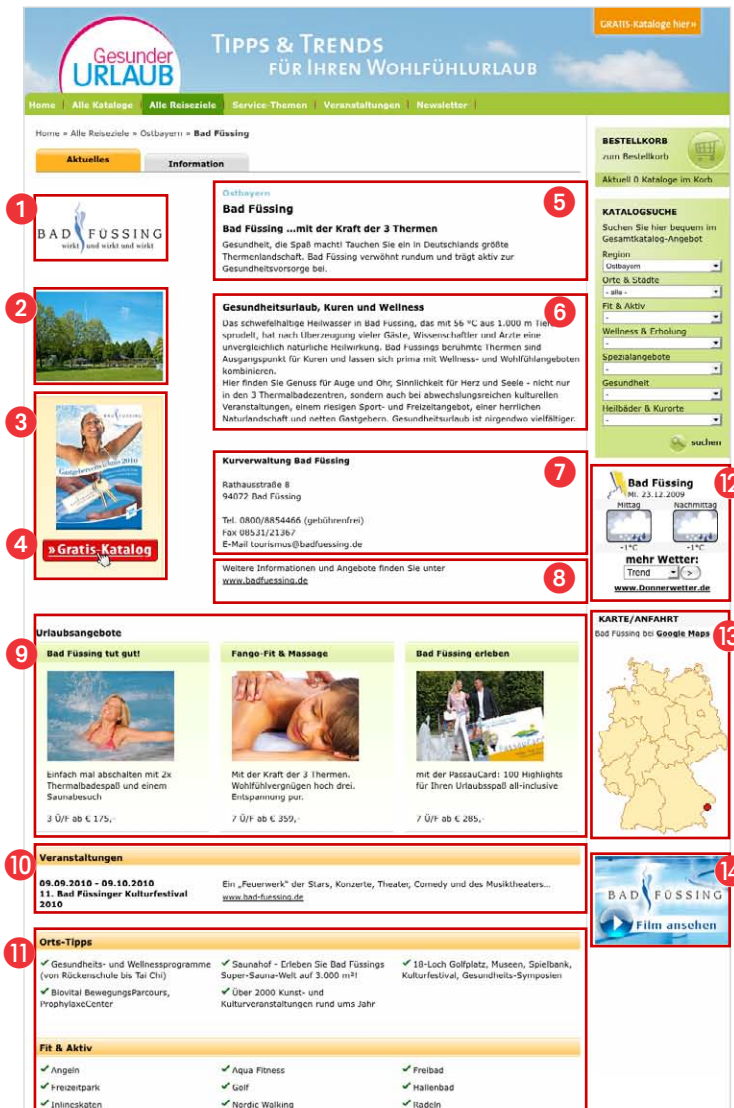 GRATIS-Kataloge hier »
Gesunder
URLAUB
TIPPS & TRENDS
FÜR IHREN WOHLFÜHLURLAUB
Home | Alle Kataloge | Alle Reiseziele | Service-Themen | Veranstaltungen | Newsletter |
Home » Alle Reiseziele » Ostbayern » Bad Füssing
Aktuelles
Information
1
BAD FÜSSING
wirkt und wirkt und wirkt
2
3
BAD FÜSSING
Gastgeberverzeichnis 2010
4
» Gratis-Katalog
5
Ostbayern
Bad Füssing
Bad Füssing ...mit der Kraft der 3 Thermen
Gesundheit, die Spaß macht! Tauchen Sie ein in Deutschlands größte
Thermenlandschaft. Bad Füssing verwöhnt rundum und trägt aktiv zur
Gesundheitsvorsorge bei.
6
Gesundheitsurlaub, Kuren und Wellness
Das schwefelhaltige Heilwasser in Bad Füssing, das mit 56 °C aus 1.000 m
sprudelt, hat nach Überzeugung vieler Gäste, Wissenschaftler und Ärzte eine
unvergleichlich natürliche Heilwirkung. Bad Füssings berühmte Thermen sind
Ausgangspunkt für Kuren und lassen sich prima mit Wellness- und Wohlfühlangeboten
kombinieren.
Hier finden Sie Genuss für Auge und Ohr, Sinnlichkeit für Herz und Seele - nicht nur
in den 3 Thermalbadezentren, sondern auch bei abwechslungsreichen kulturellen
Veranstaltungen, einem riesigen Sport- und Freizeitangebot, einer herrlichen
Naturlandschaft und netten Gastgebern. Gesundheitsurlaub ist nirgendwo vielfältiger.
7
Kurverwaltung Bad Füssing
Rathausstraße 8
94072 Bad Füssing
Tel. 0800/8854466 (gebührenfrei)
Fax 08531/21367
E-Mail tourismus@badfuessing.de
8
Weitere Informationen und Angebote finden Sie unter
www.badfuessing.de
9
Urlaubsangebote
Bad Füssing tut gut!
Einfach mal abschalten mit 2x
Thermalbadespaß und einem
Saunabesuch
3 Ü/F ab € 175,-
Fango-Fit & Massage
Mit der Kraft der 3 Thermen.
Wohlfühlvergnügen hoch drei.
Entspannung pur.
7 Ü/F ab € 359,-
Bad Füssing erleben
PassauCard
mit der PassauCard: 100 Highlights
für Ihren Urlaubsspaß all-inclusive
7 Ü/F ab € 285,-
10
Veranstaltungen
09.09.2010 - 09.10.2010
11. Bad Füssinger Kulturfestival
2010
Ein „Feuerwerk" der Stars, Konzerte, Theater, Comedy und des Musiktheaters...
www.bad-fuessing.de
11
Orts-Tipps
✔ Gesundheits- und Wellnessprogramme
(von Rückenschule bis Tai Chi)
✔ Biovital BewegungsParcours,
ProphylaxeCenter
✔ Saunahof - Erleben Sie Bad Füssings
Super-Sauna-Welt auf 3.000 m²!
✔ Über 2000 Kunst- und
Kulturveranstaltungen rund ums Jahr
✔ 18-Loch Golfplatz, Museen, Spielbank,
Kulturfestival, Gesundheits-Symposien
Fit & Aktiv
✔ Angeln
✔ Freizeitpark
✔ Inlineskaten
✔ Aqua Fitness
✔ Golf
✔ Nordic Walking
✔ Freibad
✔ Hallenbad
✔ Radeln
BESTELLKORB
zum Bestellkorb
Aktuell 0 Kataloge im Korb
KATALOGSUCHE
Suchen Sie hier bequem im
Gesamtkatalog-Angebot
Region
Ostbayern
Orte & Städte
- alle -
Fit & Aktiv
-
Wellness & Erholung
-
Spezialangebote
-
Gesundheit
-
Heilbäder & Kurorte
-
suchen
12
Bad Füssing
Mi. 23.12.2009
Mittag
Nachmittag
-1°C
-1°C
mehr Wetter:
Trend
>
www.Donnerwetter.de
KARTE/ANFAHRT
13
Bad Füssing bei Google Maps
14
BAD FÜSSING
Film ansehen